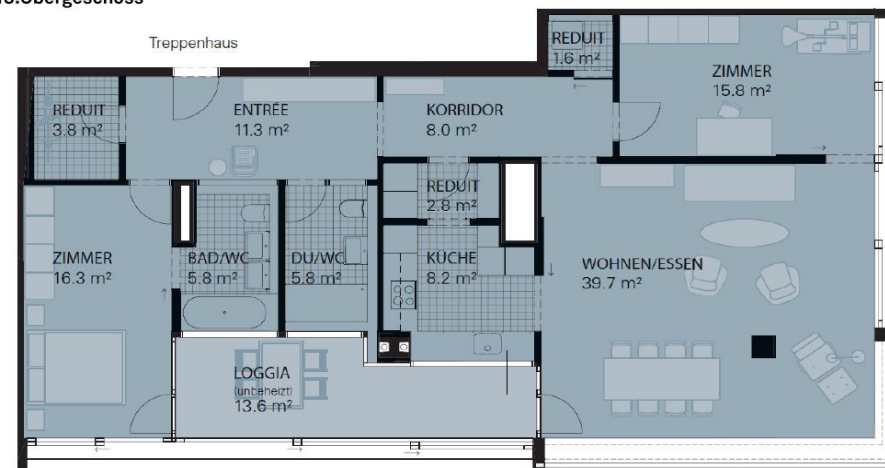 .Obergeschoss
Treppenhaus
REDUIT
1.6 m²
ZIMMER
15.8 m²
REDUIT
3.8 m²
ENTRÉE
11.3 m²
KORRIDOR
8.0 m²
REDUIT
2.8 m²
ZIMMER
16.3 m²
BAD/WC
5.8 m²
DU/WC
5.8 m²
KÜCHE
8.2 m²
WOHNEN/ESSEN
39.7 m²
LOGGIA
(unbeheizt)
13.6 m²